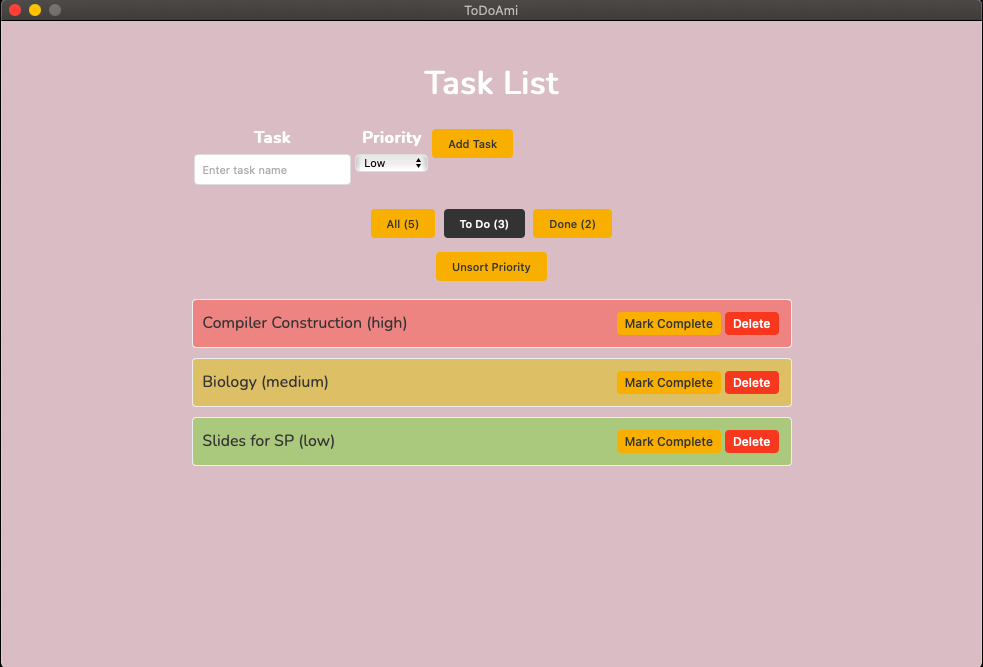 ToDoAmi
Task List
Task Priority Add Task
Enter task name Low
All (5) To Do (3) Done (2)
Unsort Priority
Compiler Construction (high) Mark Complete Delete
Biology (medium) Mark Complete Delete
Slides for SP (low) Mark Complete Delete